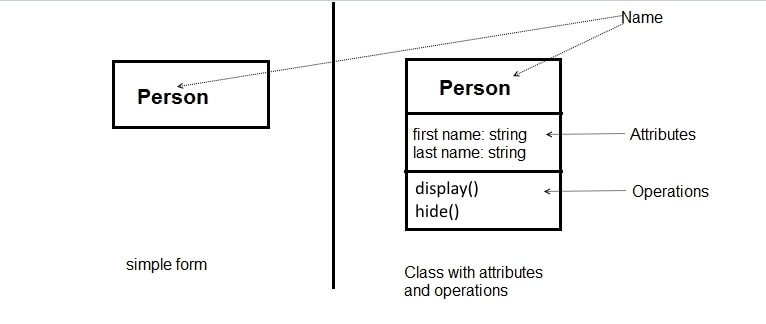 Name
Person
Person
first name: string
last name: string
Attributes
display()
hide()
Operations
simple form
Class with attributes
and operations